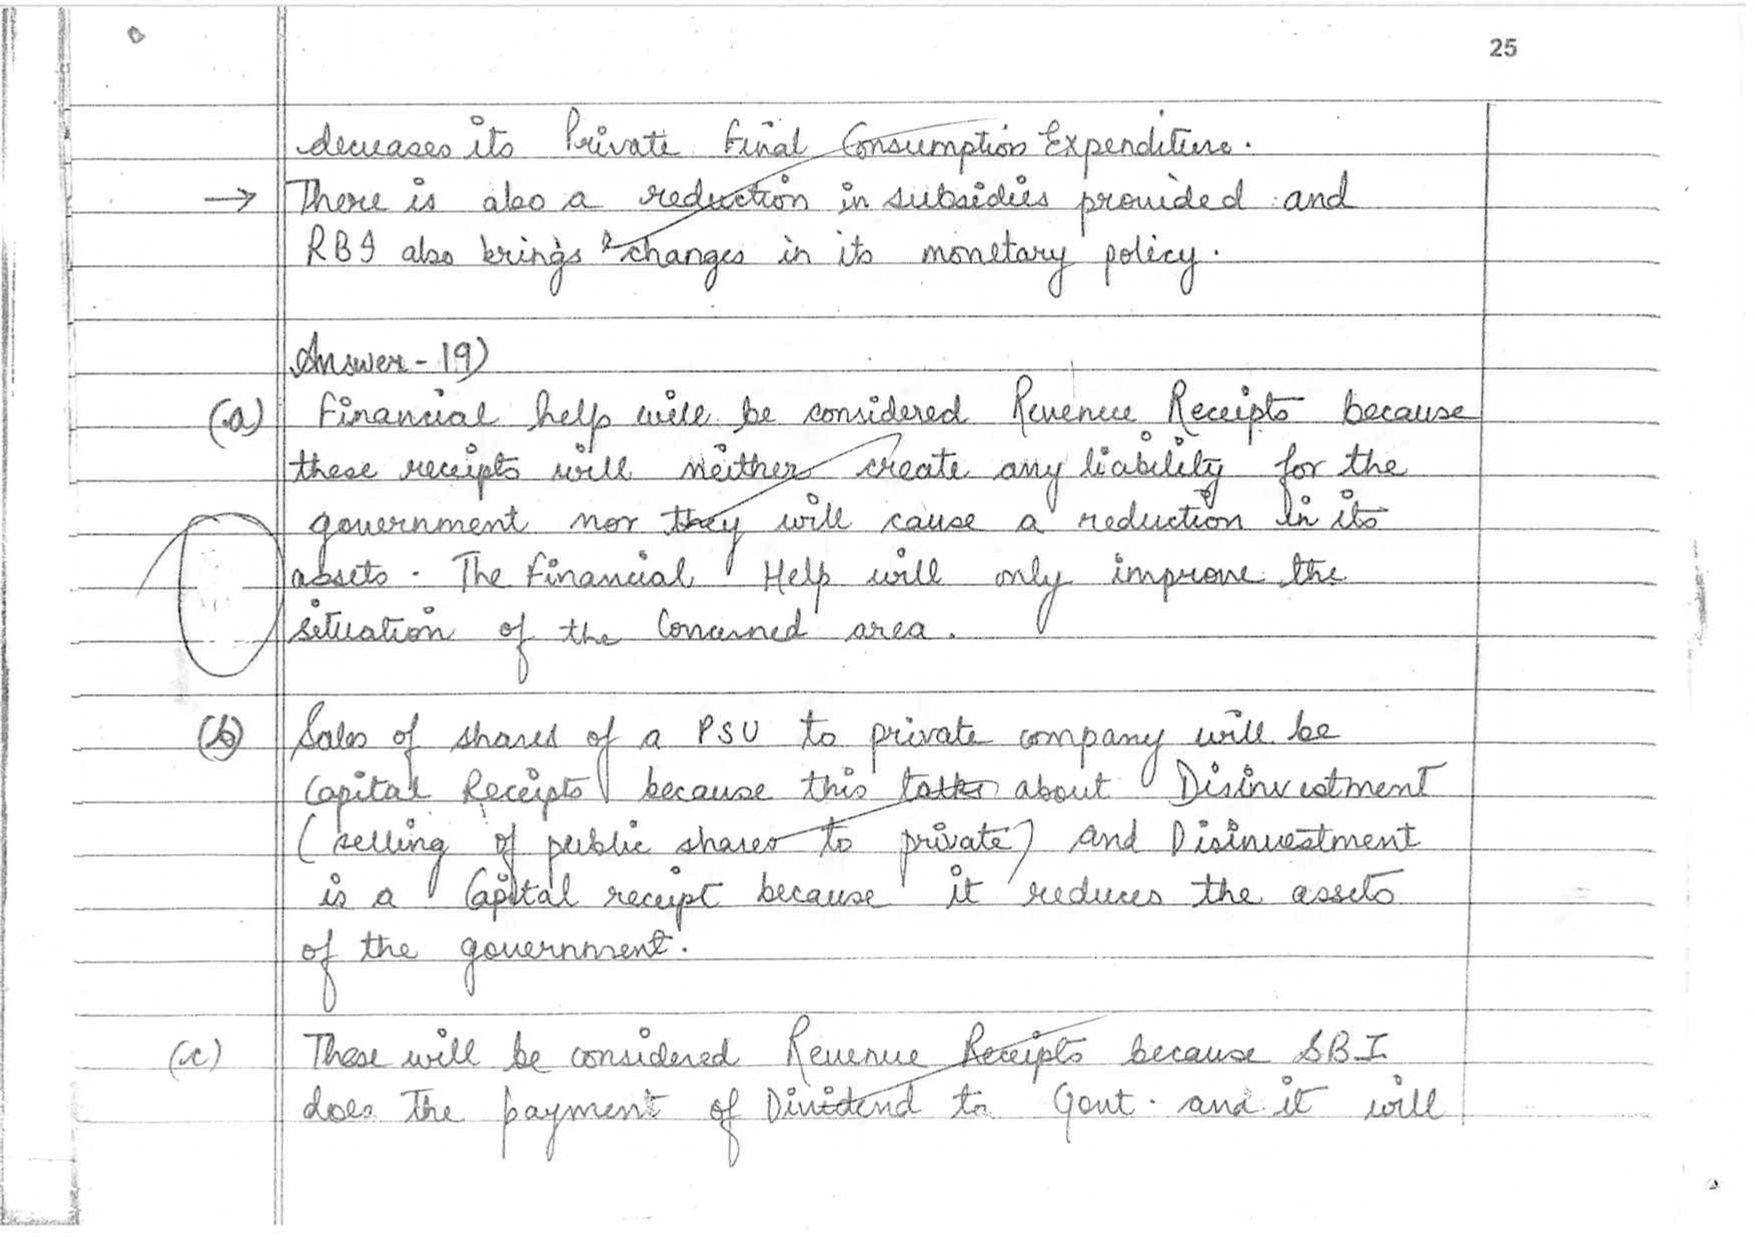 25
decreases its Private Final Consumption Expenditure.
→ There is also a reduction in subsidies provided and
RBI also brings changes in its monetary policy.
Answer - 19)
(a) Financial help will be considered Revenue Receipts because
these receipts will neither create any liability for the
government nor they will cause a reduction in its
assets. The Financial Help will only improve the
situation of the Concerned area.
(b) Sales of shares of a PSU to private company will be
Capital Receipts because this talks about Disinvestment
(selling of public shares to private) and Disinvestment
is a Capital receipt because it reduces the assets
of the government.
(c) These will be considered Revenue Receipts because SBI
does The payment of Dividend to Govt. and it will